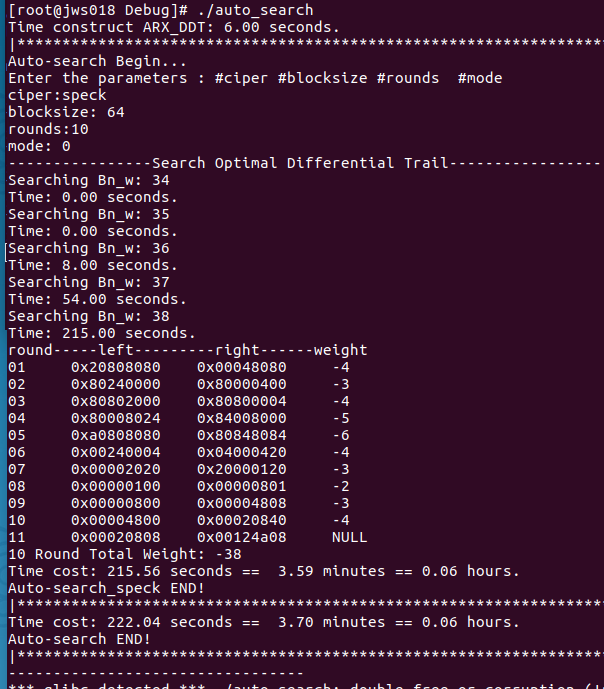 [root@jws018 Debug]# ./auto_search
Time construct ARX_DDT: 6.00 seconds.
|*******************************************************************
Auto-search Begin...
Enter the parameters : #ciper #blocksize #rounds  #mode
ciper:speck
blocksize: 64
rounds:10
mode: 0
----------------Search Optimal Differential Trail-----------------
Searching Bn_w: 34
Time: 0.00 seconds.
Searching Bn_w: 35
Time: 0.00 seconds.
Searching Bn_w: 36
Time: 8.00 seconds.
Searching Bn_w: 37
Time: 54.00 seconds.
Searching Bn_w: 38
Time: 215.00 seconds.
round-----left---------right------weight
01     0x20808080    0x00048080     -4
02     0x80240000    0x80000400     -3
03     0x80802000    0x80800004     -4
04     0x80008024    0x84008000     -5
05     0xa0808080    0x80848084     -6
06     0x00240004    0x04000420     -4
07     0x00002020    0x20000120     -3
08     0x00000100    0x00000801     -2
09     0x00000800    0x00004808     -3
10     0x00004800    0x00020840     -4
11     0x00020808    0x00124a08     NULL
10 Round Total Weight: -38
Time cost: 215.56 seconds ==  3.59 minutes == 0.06 hours.
Auto-search_speck END!
|*******************************************************************
Time cost: 222.04 seconds ==  3.70 minutes == 0.06 hours.
Auto-search END!
|*******************************************************************
---------------------------------
*** glibc detected *** ./auto_search: double free or corruption (!